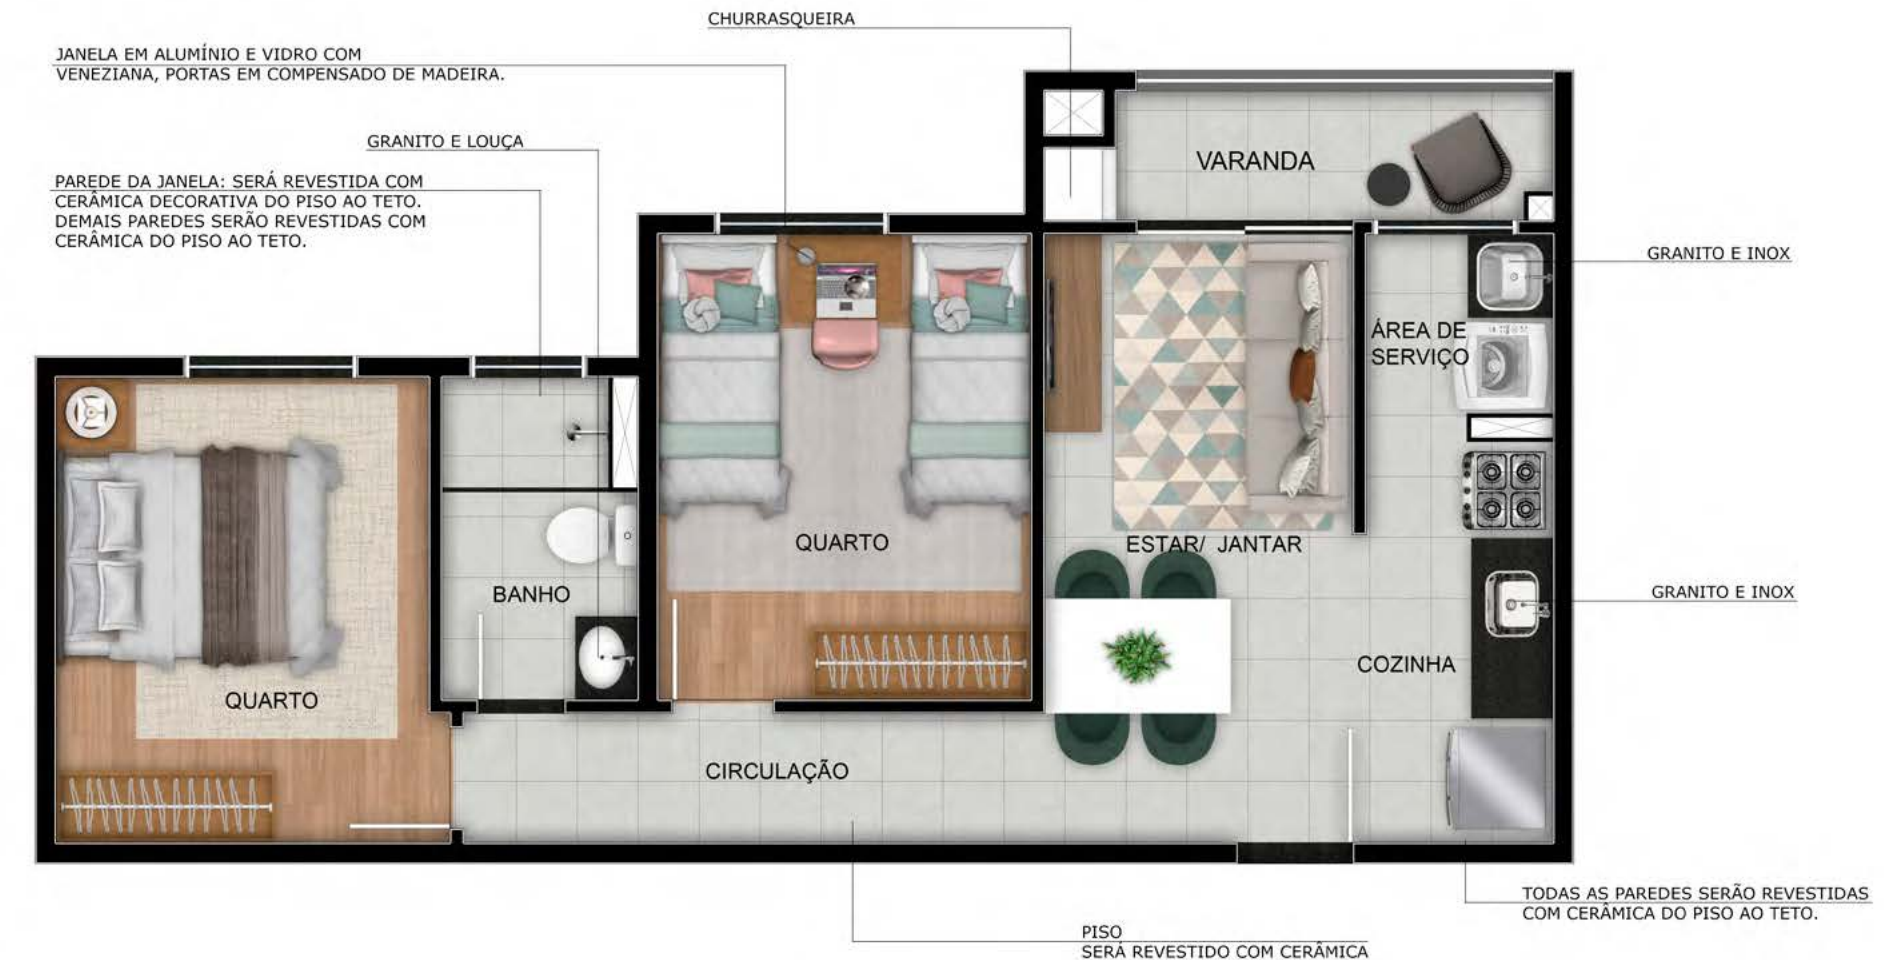 CHURRASQUEIRA
JANELA EM ALUMÍNIO E VIDRO COM
VENEZIANA, PORTAS EM COMPENSADO DE MADEIRA.
GRANITO E LOUÇA
PAREDE DA JANELA: SERÁ REVESTIDA COM
CERÂMICA DECORATIVA DO PISO AO TETO.
DEMAIS PAREDES SERÃO REVESTIDAS COM
CERÂMICA DO PISO AO TETO.
VARANDA
GRANITO E INOX
ÁREA DE
SERVIÇO
QUARTO
ESTAR/ JANTAR
BANHO
GRANITO E INOX
COZINHA
QUARTO
CIRCULAÇÃO
TODAS AS PAREDES SERÃO REVESTIDAS
COM CERÂMICA DO PISO AO TETO.
PISO
SERÁ REVESTIDO COM CERÂMICA